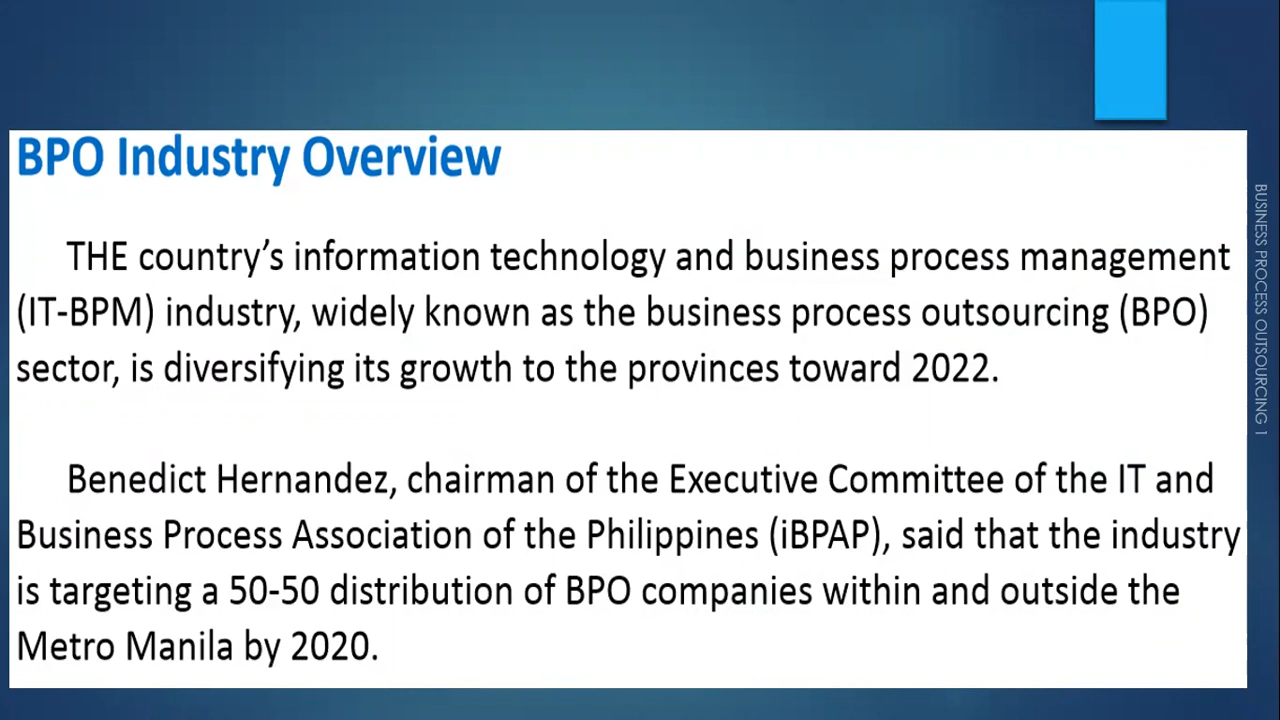 BPO Industry Overview
THE country's information technology and business process management
(IT-BPM) industry, widely known as the business process outsourcing (BPO)
sector, is diversifying its growth to the provinces toward 2022.
Benedict Hernandez, chairman of the Executive Committee of the IT and
Business Process Association of the Philippines (iBPAP), said that the industry
is targeting a 50-50 distribution of BPO companies within and outside the
Metro Manila by 2020.
BUSINESS PROCESS OUTSOURCING 1